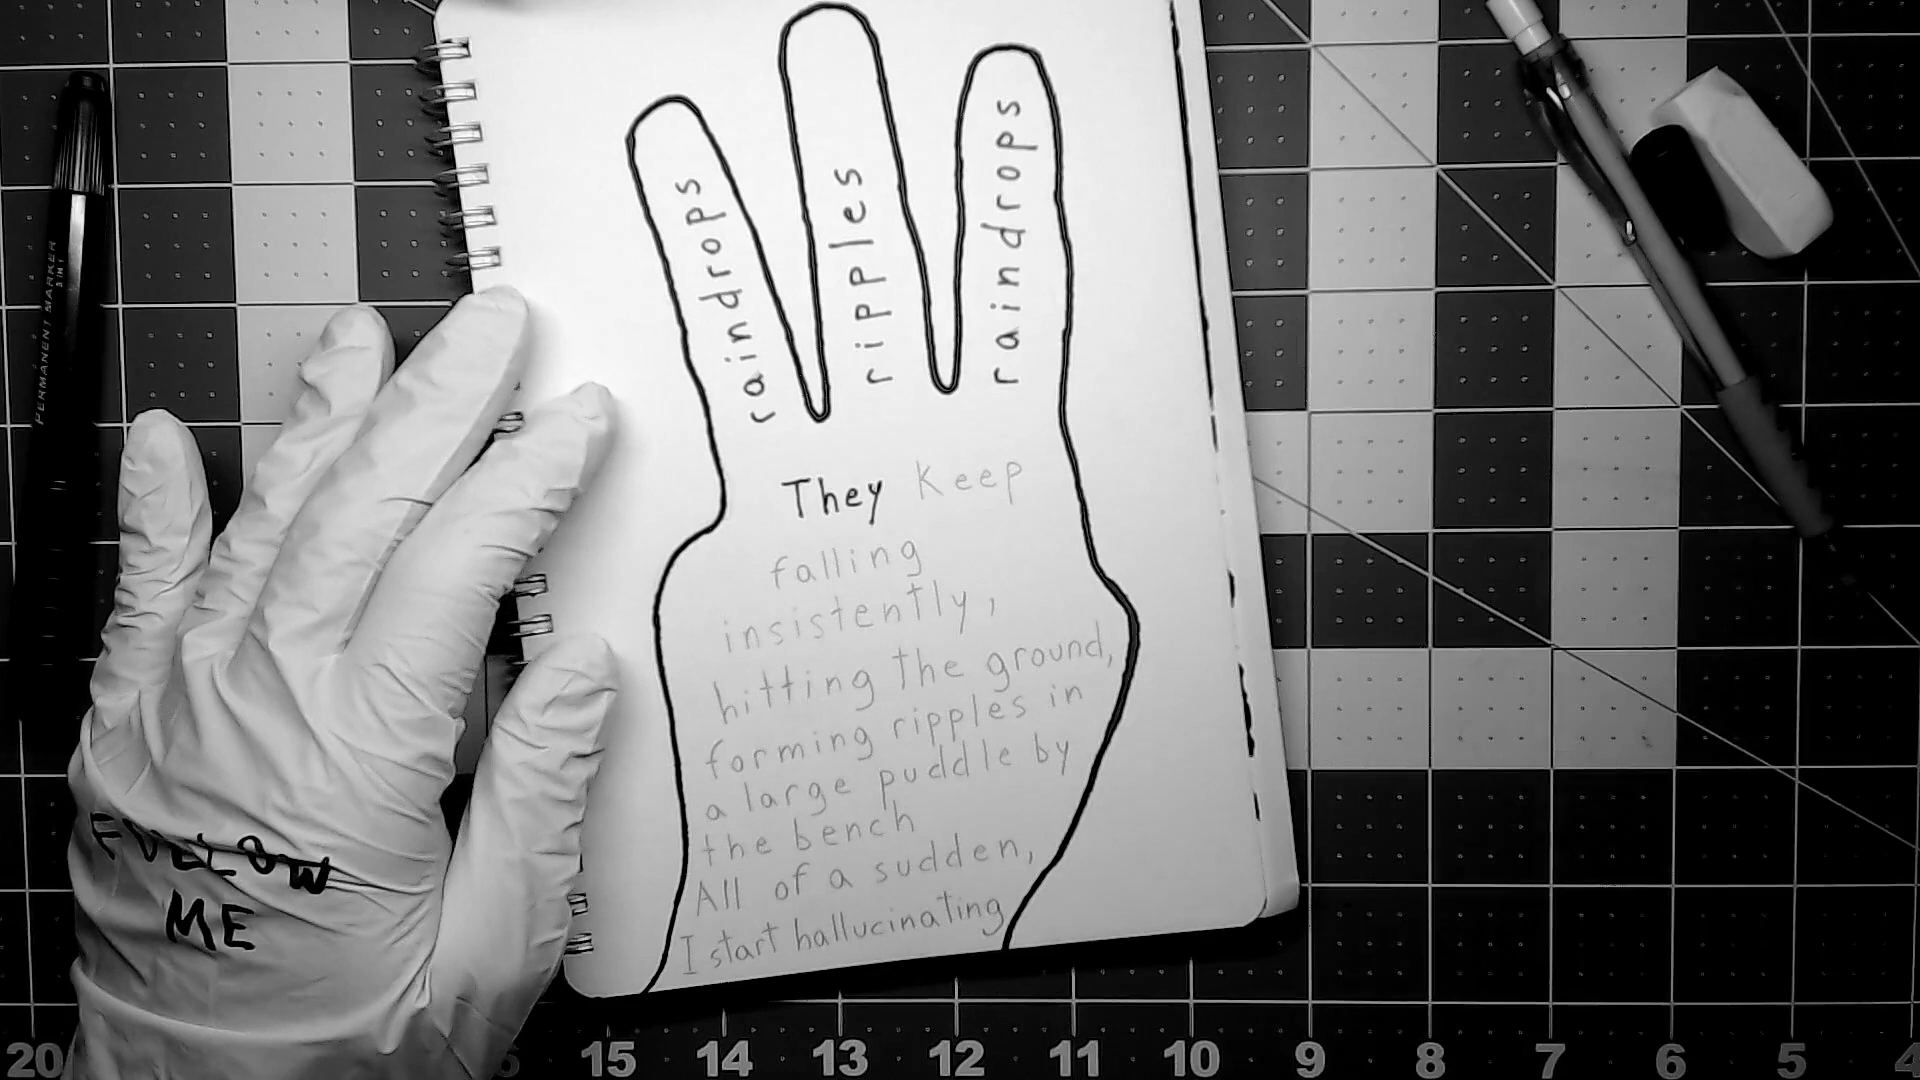 raindrops
ripples
raindrops
They Keep
falling
insistently,
hitting the ground,
forming ripples in
a large puddle by
the bench
All of a sudden,
I start hallucinating
FOLLOW
ME
PERMANENT MARKER
20 15 14 13 12 11 10 9 8 7 6 5 4